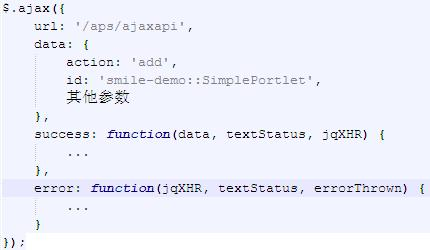 $.ajax({
    url: '/aps/ajaxapi',
    data: {
        action: 'add',
        id: 'smile-demo::SimplePortlet',
        其他参数
    },
    success: function(data, textStatus, jqXHR) {
        ...
    },
    error: function(jqXHR, textStatus, errorThrown) {
        ...
    }
});